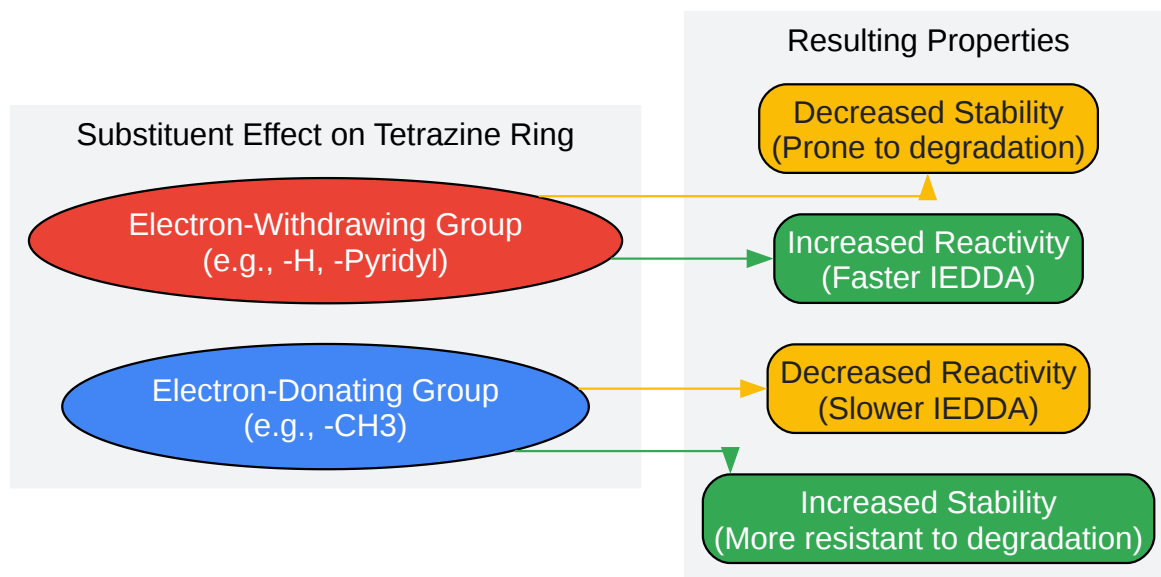 Resulting Properties
Substituent Effect on Tetrazine Ring
Electron-Withdrawing Group
(e.g., -H, -Pyridyl)
Electron-Donating Group
(e.g., -CH3)
Decreased Stability
(Prone to degradation)
Increased Reactivity
(Faster IEDDA)
Decreased Reactivity
(Slower IEDDA)
Increased Stability
(More resistant to degradation)